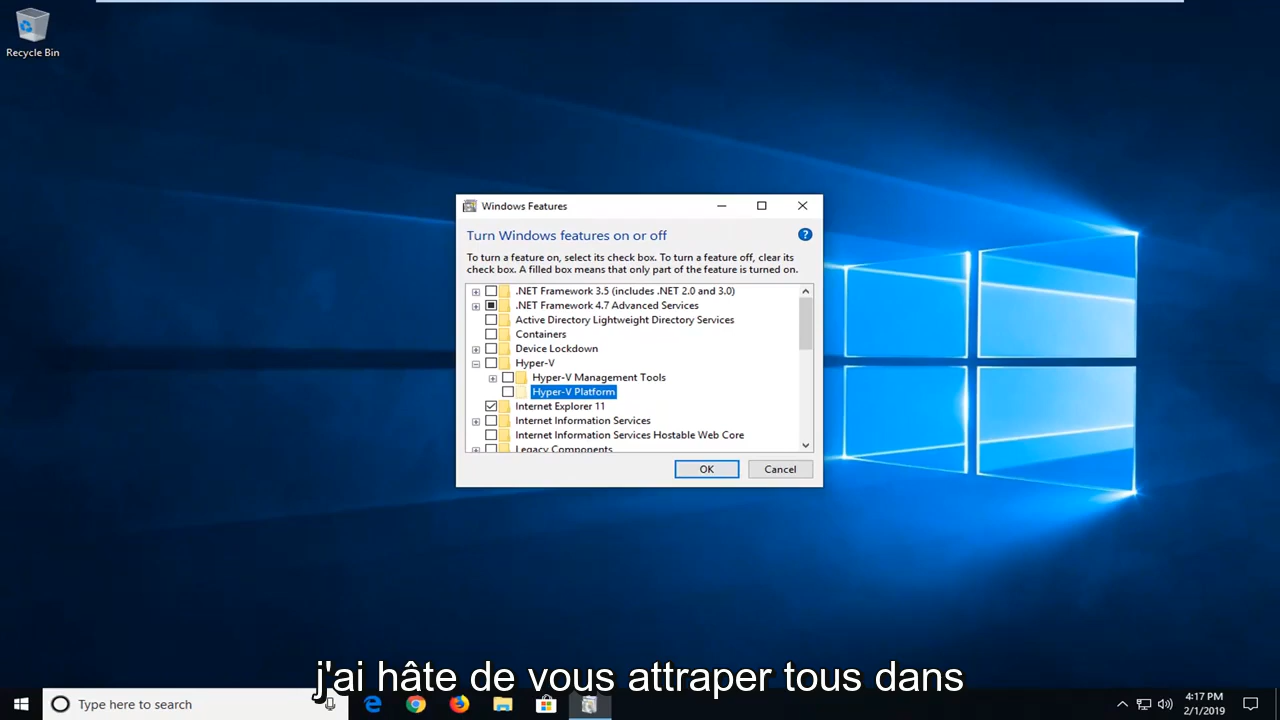 Recycle Bin
Windows Features
Turn Windows features on or off
To turn a feature on, select its check box. To turn a feature off, clear its
check box. A filled box means that only part of the feature is turned on.
.NET Framework 3.5 (includes .NET 2.0 and 3.0)
.NET Framework 4.7 Advanced Services
Active Directory Lightweight Directory Services
Containers
Device Lockdown
Hyper-V
Hyper-V Management Tools
Hyper-V Platform
Internet Explorer 11
Internet Information Services
Internet Information Services Hostable Web Core
Legacy Components
OK
Cancel
j'ai hâte de vous attraper tous dans
Type here to search
4:17 PM
2/1/2019